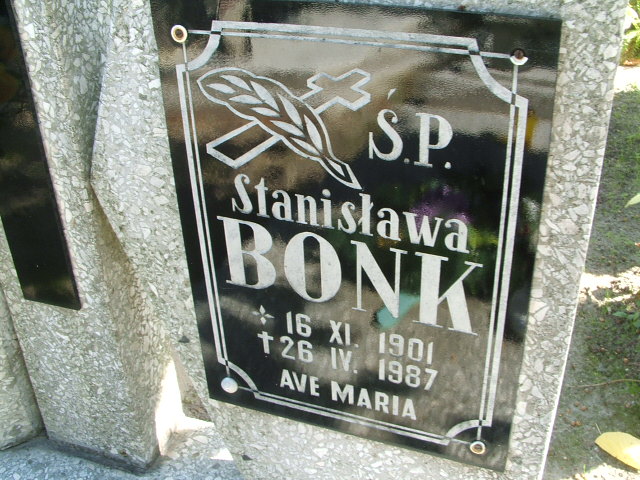 Ś.P.
Stanisława
BONK
16 XI. 1901
† 26 IV. 1987
AVE MARIA